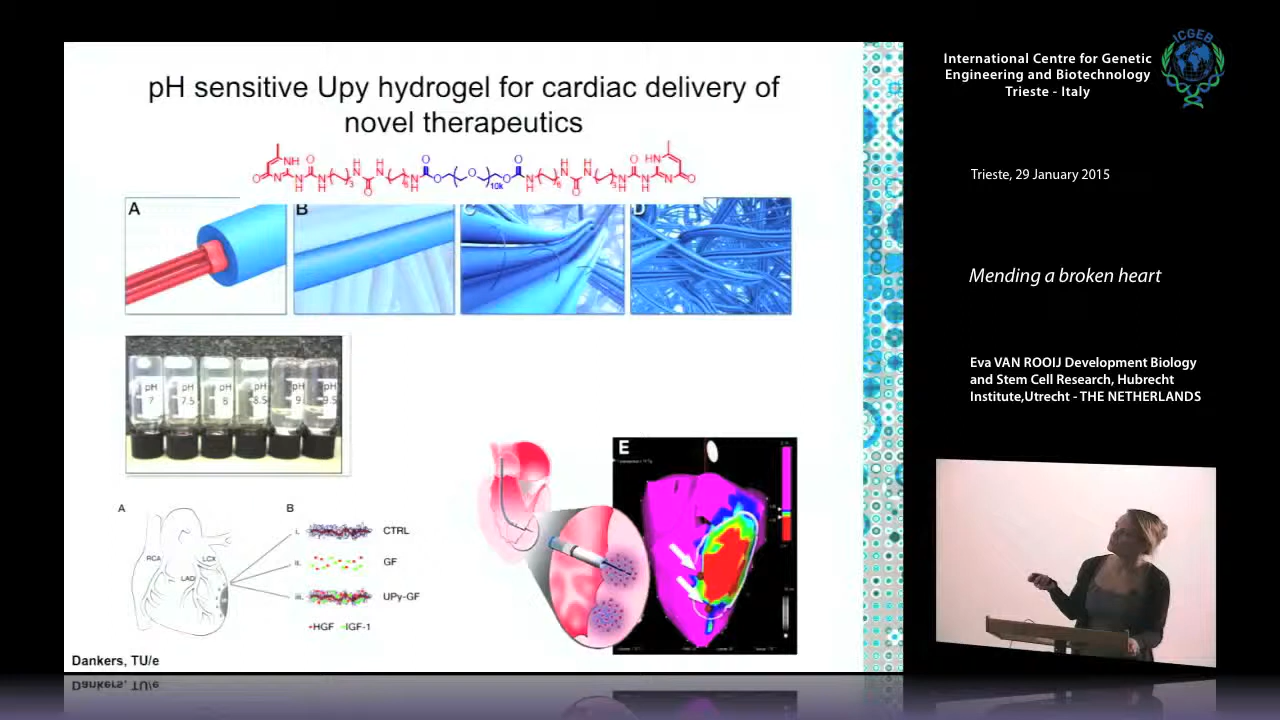 pH sensitive Upy hydrogel for cardiac delivery of
novel therapeutics
A
B
C
D
pH
7
pH
7.5
pH
8
pH
8.5
pH
9
pH
9.5
A
RCA
LCX
LAD
B
i.
CTRL
ii.
GF
iii.
UPy-GF
HGF
IGF-1
E
Dankers, TU/e
ICGEB
International Centre for Genetic
Engineering and Biotechnology
Trieste - Italy
Trieste, 29 January 2015
Mending a broken heart
Eva VAN ROOIJ Development Biology
and Stem Cell Research, Hubrecht
Institute,Utrecht - THE NETHERLANDS